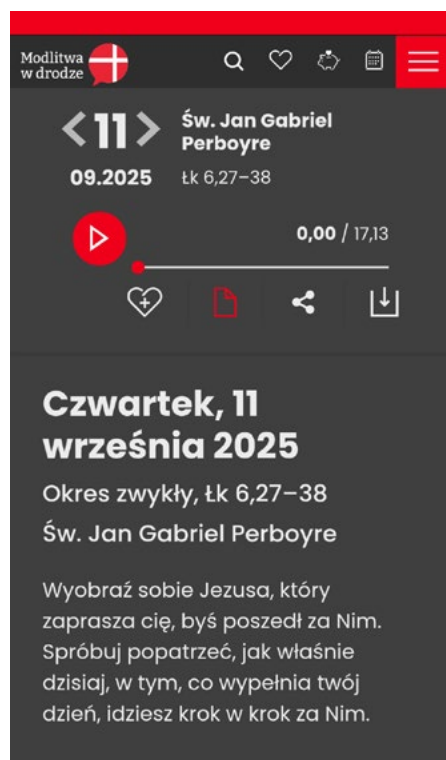 Modlitwa
w drodze
11
Św. Jan Gabriel
Perboyre
09.2025
Łk 6,27–38
0,00 / 17,13
Czwartek, 11
września 2025
Okres zwykły, Łk 6,27–38
Św. Jan Gabriel Perboyre
Wyobraź sobie Jezusa, który
zaprasza cię, byś poszedł za Nim.
Spróbuj popatrzeć, jak właśnie
dzisiaj, w tym, co wypełnia twój
dzień, idziesz krok w krok za Nim.